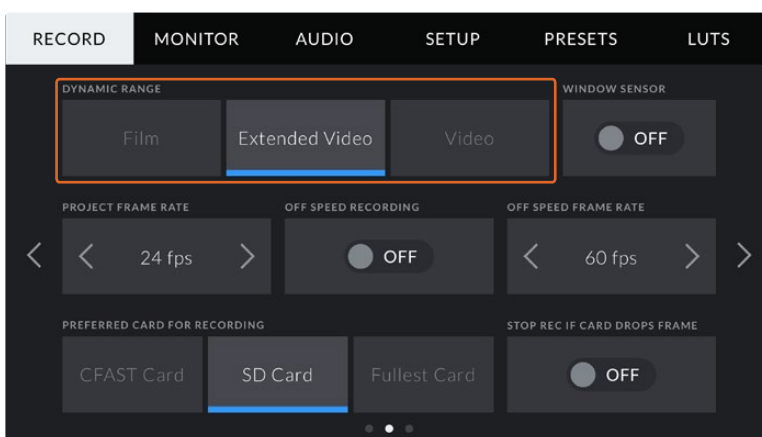 RECORD MONITOR AUDIO SETUP PRESETS LUTS
DYNAMIC RANGE WINDOW SENSOR
Film Extended Video Video OFF
PROJECT FRAME RATE OFF SPEED RECORDING OFF SPEED FRAME RATE
24 fps OFF 60 fps
PREFERRED CARD FOR RECORDING STOP REC IF CARD DROPS FRAME
CFAST Card SD Card Fullest Card OFF